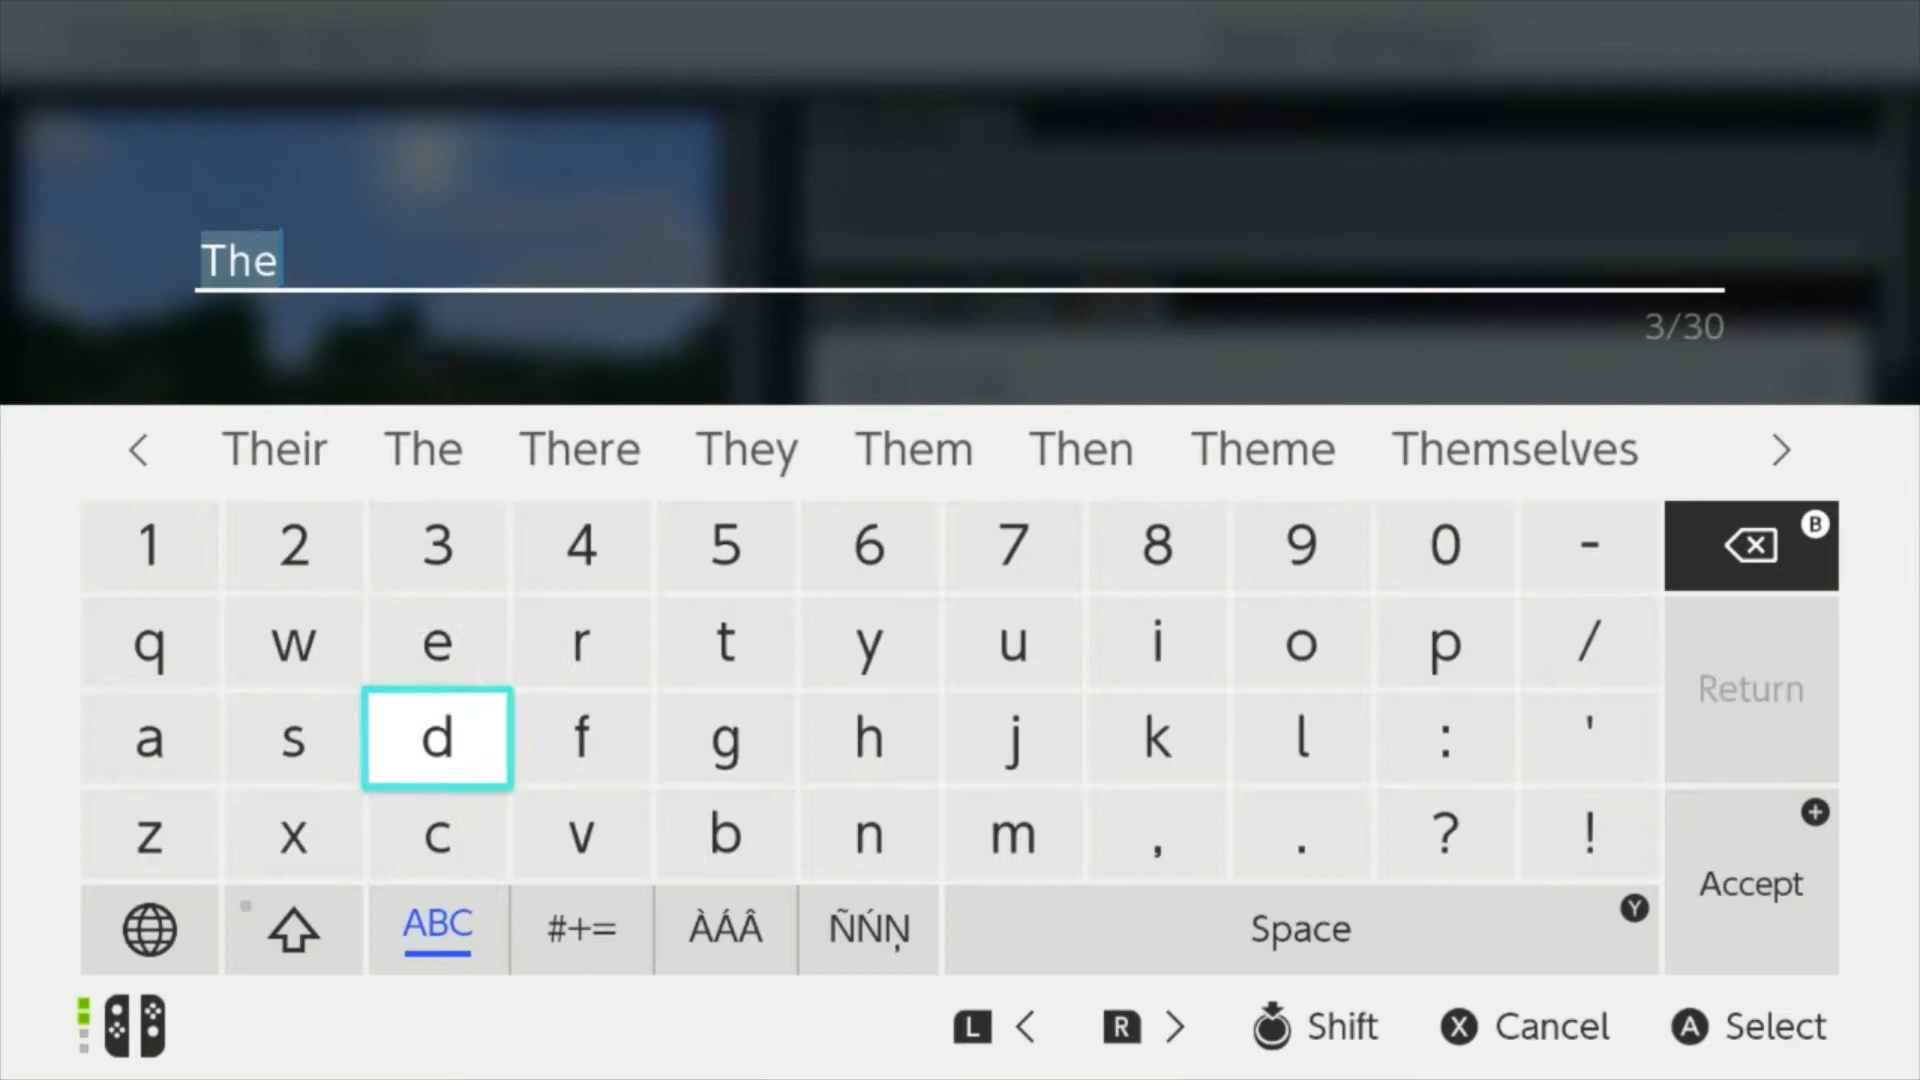 The
3/30
< Their The There They Them Then Theme Themselves >
1 2 3 4 5 6 7 8 9 0 - B
q w e r t y u i o p / Return
a s d f g h j k l : '
z x c v b n m , . ? ! + Accept
ABC #+= ÀÁÂ ÑŃŅ Space Y
L < R > Shift X Cancel A Select